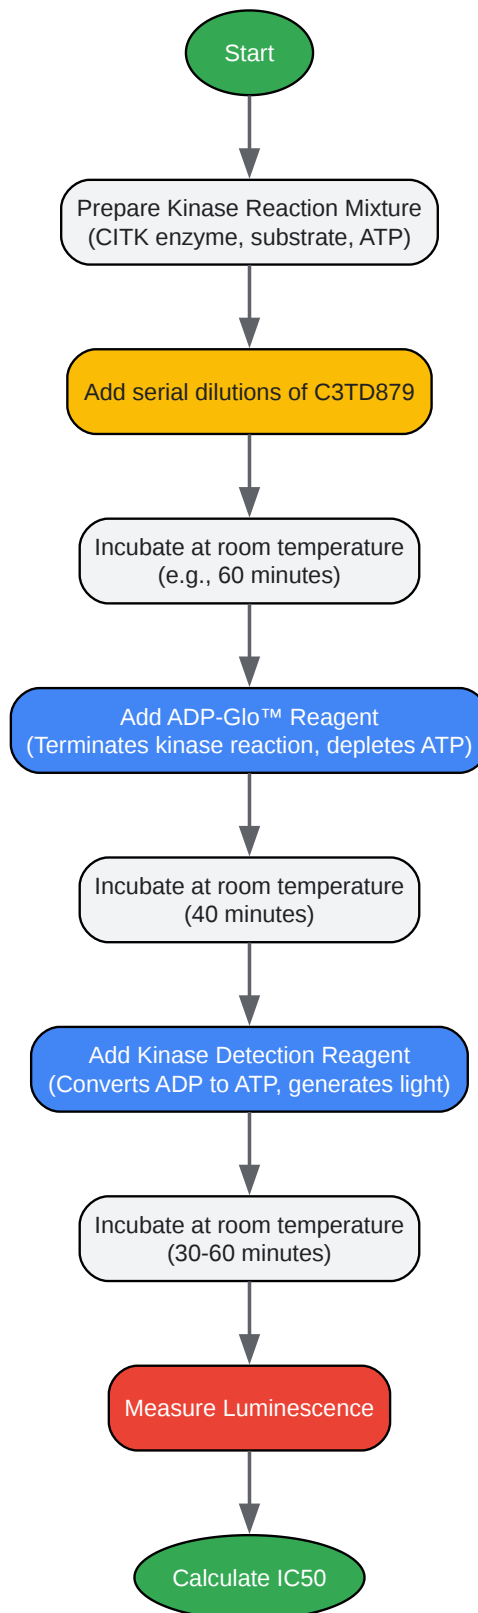 Start
Prepare Kinase Reaction Mixture
(CITK enzyme, substrate, ATP)
Add serial dilutions of C3TD879
Incubate at room temperature
(e.g., 60 minutes)
Add ADP-Glo™ Reagent
(Terminates kinase reaction, depletes ATP)
Incubate at room temperature
(40 minutes)
Add Kinase Detection Reagent
(Converts ADP to ATP, generates light)
Incubate at room temperature
(30-60 minutes)
Measure Luminescence
Calculate IC50